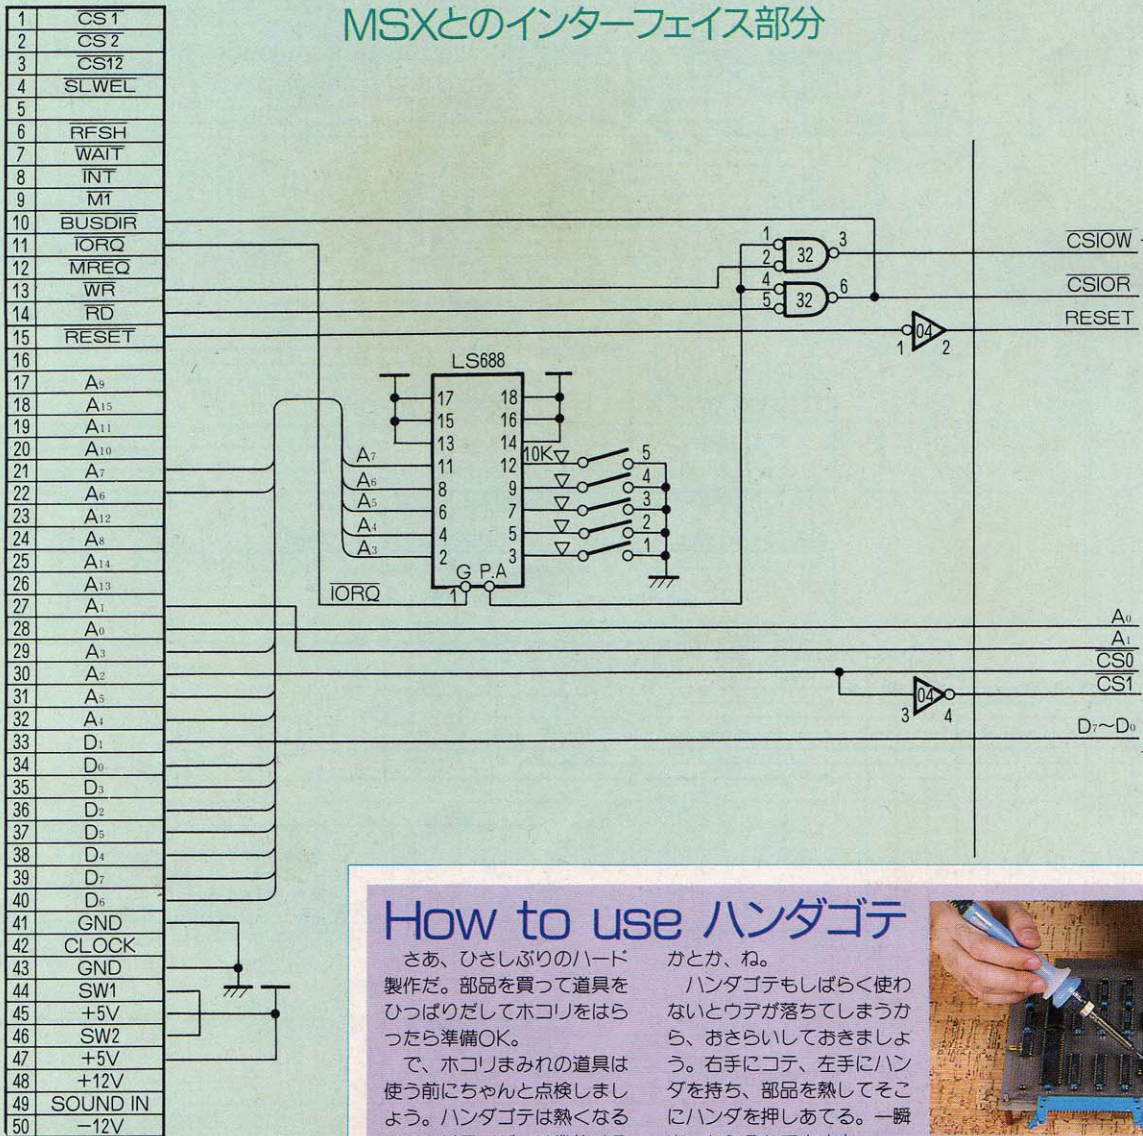 MSXとのインターフェイス部分
1 CS1
2 CS2
3 CS12
4 SLWEL
5
6 RFSH
7 WAIT
8 INT
9 M1
10 BUSDIR
11 IORQ
12 MREQ
13 WR
14 RD
15 RESET
16
17 A9
18 A15
19 A11
20 A10
21 A7
22 A6
23 A12
24 A8
25 A14
26 A13
27 A1
28 A0
29 A3
30 A2
31 A5
32 A4
33 D1
34 D0
35 D3
36 D2
37 D5
38 D4
39 D7
40 D6
41 GND
42 CLOCK
43 GND
44 SW1
45 +5V
46 SW2
47 +5V
48 +12V
49 SOUND IN
50 −12V
1
2
32
3
CSIOW
4
5
32
6
CSIOR
1
04
2
RESET
LS688
17 18
15 16
13 14
10K
A7 11 12 5
A6 8 9 4
A5 6 7 3
A4 4 5 2
A3 2 3 1
G P.A
1
IORQ
A0
A1
CS0
CS1
3
04
4
D7〜D0
How to use ハンダゴテ
さあ、ひさしぶりのハード
製作だ。部品を買って道具を
ひっぱりだしてホコリをはら
ったら準備OK。
で、ホコリまみれの道具は
使う前にちゃんと点検しまし
ょう。ハンダゴテは熱くなる
かとか、ね。
ハンダゴテもしばらく使わ
ないとウデが落ちてしまうか
ら、おさらいしておきましょ
う。右手にコテ、左手にハン
ダを持ち、部品を熱してそこ
にハンダを押しあてる。一瞬